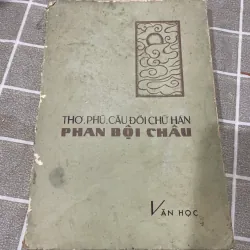 THƠ, PHÚ, CÂU ĐỐI CHỮ HÁN
PHAN BỘI CHÂU
VĂN HỌC